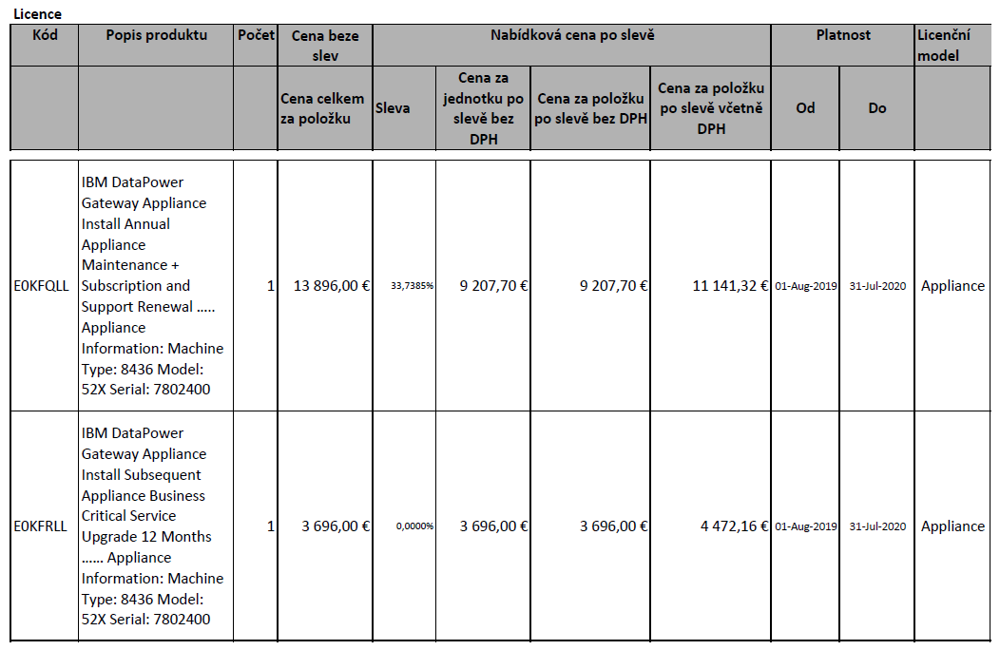 Licence
Kód Popis produktu Počet Cena beze slev Nabídková cena po slevě Platnost Licenční model
Cena celkem za položku Sleva Cena za jednotku po slevě bez DPH Cena za položku po slevě bez DPH Cena za položku po slevě včetně DPH Od Do
E0KFQLL
IBM DataPower
Gateway Appliance
Install Annual
Appliance
Maintenance +
Subscription and
Support Renewal .....
Appliance
Information: Machine
Type: 8436 Model:
52X Serial: 7802400
1 13 896,00 € 33,7385% 9 207,70 € 9 207,70 € 11 141,32 € 01-Aug-2019 31-Jul-2020 Appliance
E0KFRLL
IBM DataPower
Gateway Appliance
Install Subsequent
Appliance Business
Critical Service
Upgrade 12 Months
...... Appliance
Information: Machine
Type: 8436 Model:
52X Serial: 7802400
1 3 696,00 € 0,0000% 3 696,00 € 3 696,00 € 4 472,16 € 01-Aug-2019 31-Jul-2020 Appliance